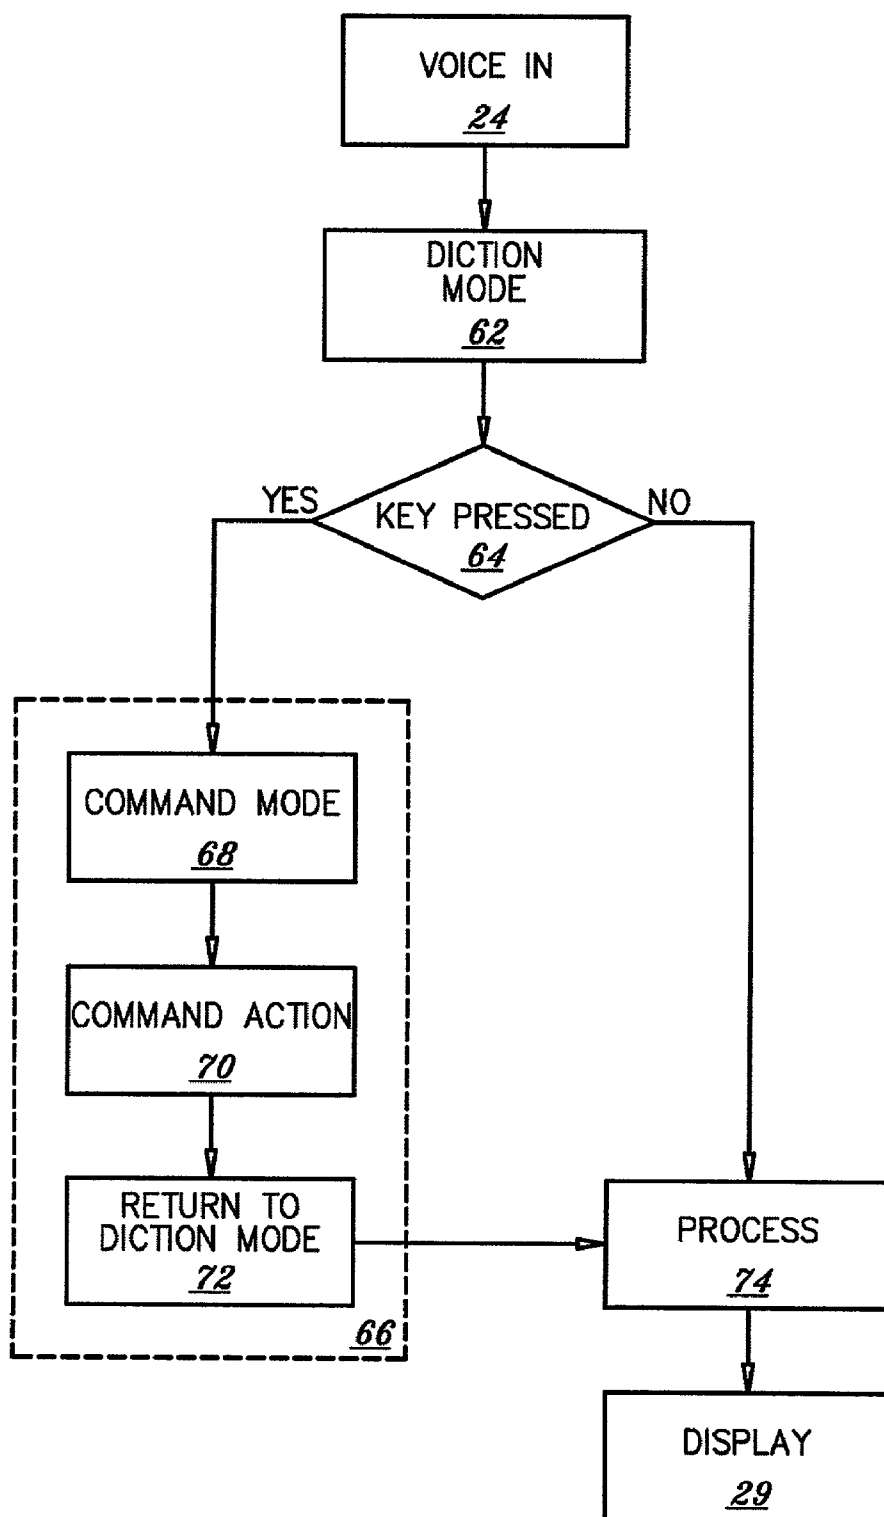 VOICE IN
24
DICTION
MODE
62
YES
KEY PRESSED
64
NO
COMMAND MODE
68
COMMAND ACTION
70
RETURN TO
DICTION MODE
72
66
PROCESS
74
DISPLAY
29